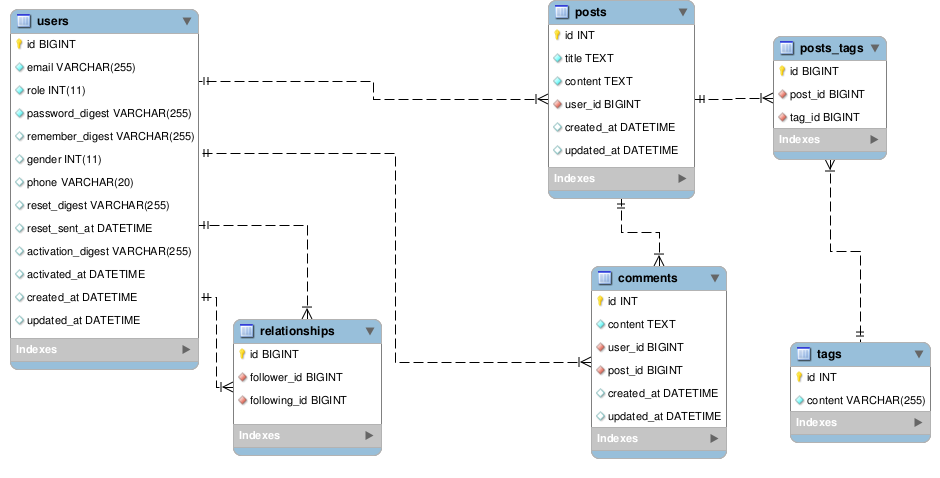 users
id BIGINT
email VARCHAR(255)
role INT(11)
password_digest VARCHAR(255)
remember_digest VARCHAR(255)
gender INT(11)
phone VARCHAR(20)
reset_digest VARCHAR(255)
reset_sent_at DATETIME
activation_digest VARCHAR(255)
activated_at DATETIME
created_at DATETIME
updated_at DATETIME
Indexes
relationships
id BIGINT
follower_id BIGINT
following_id BIGINT
Indexes
posts
id INT
title TEXT
content TEXT
user_id BIGINT
created_at DATETIME
updated_at DATETIME
Indexes
comments
id INT
content TEXT
user_id BIGINT
post_id BIGINT
created_at DATETIME
updated_at DATETIME
Indexes
posts_tags
id BIGINT
post_id BIGINT
tag_id BIGINT
Indexes
tags
id INT
content VARCHAR(255)
Indexes